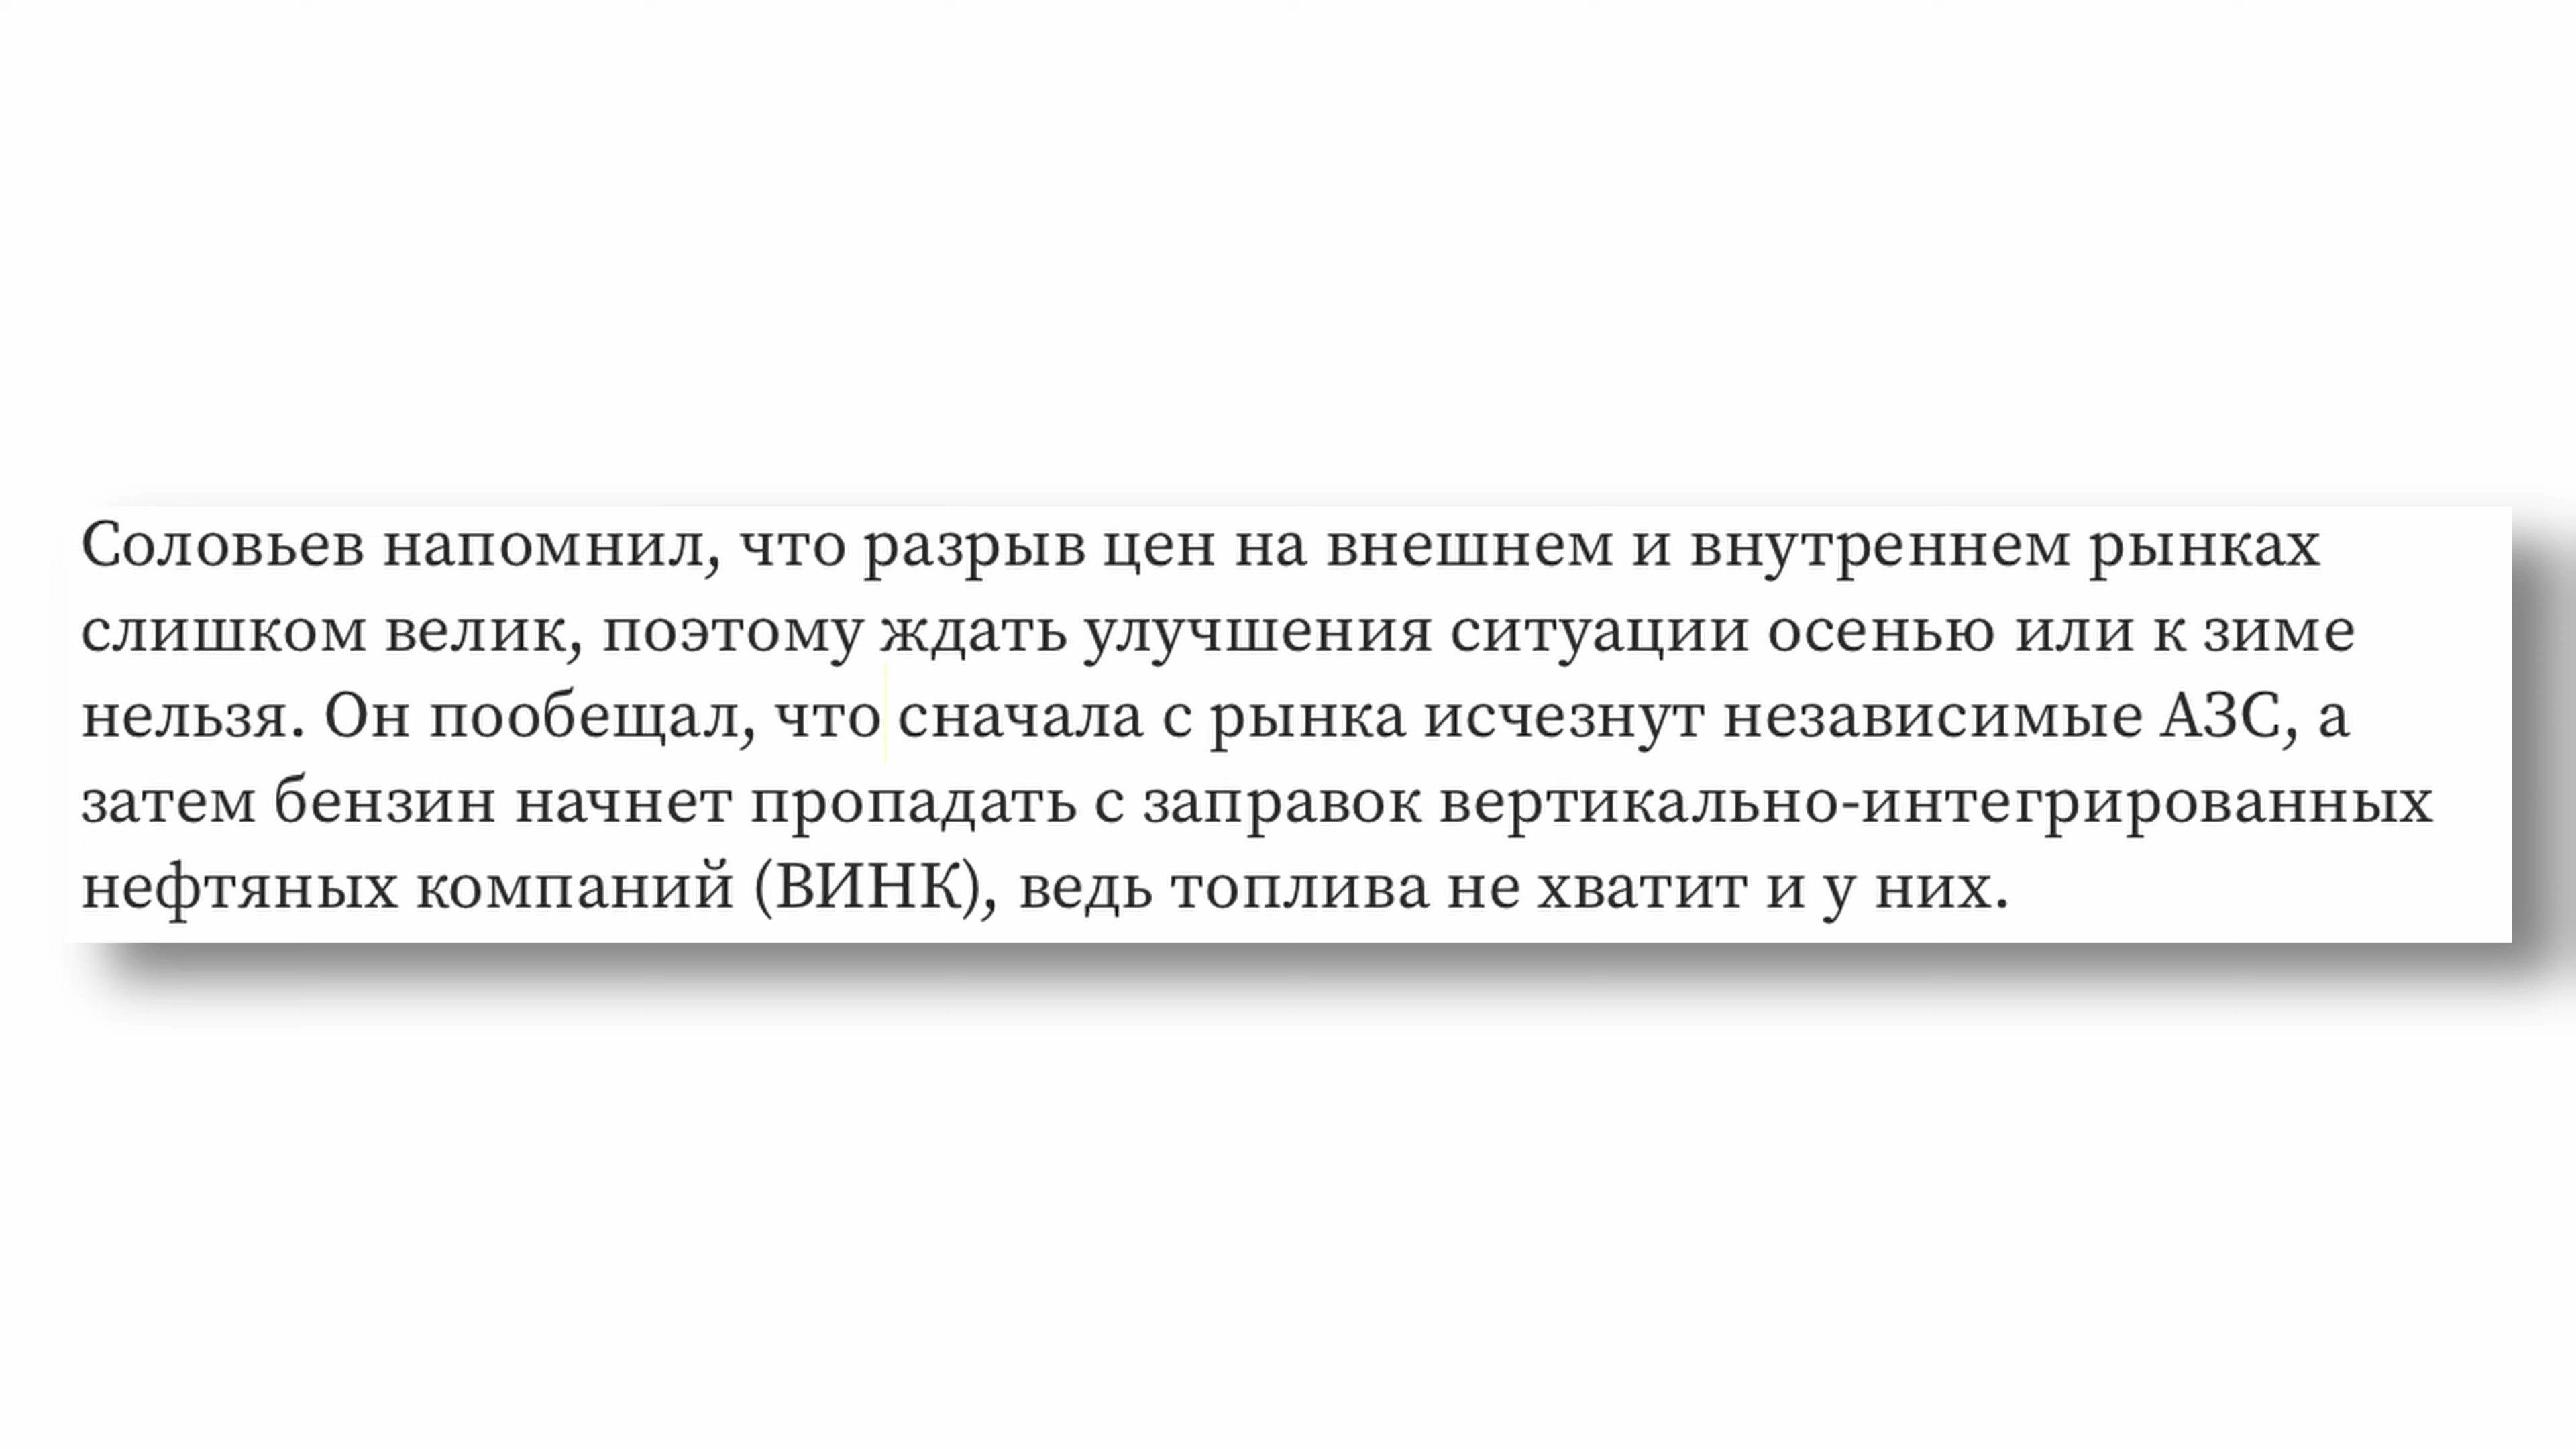 Соловьев напомнил, что разрыв цен на внешнем и внутреннем рынках
слишком велик, поэтому ждать улучшения ситуации осенью или к зиме
нельзя. Он пообещал, что сначала с рынка исчезнут независимые АЗС, а
затем бензин начнет пропадать с заправок вертикально-интегрированных
нефтяных компаний (ВИНК), ведь топлива не хватит и у них.